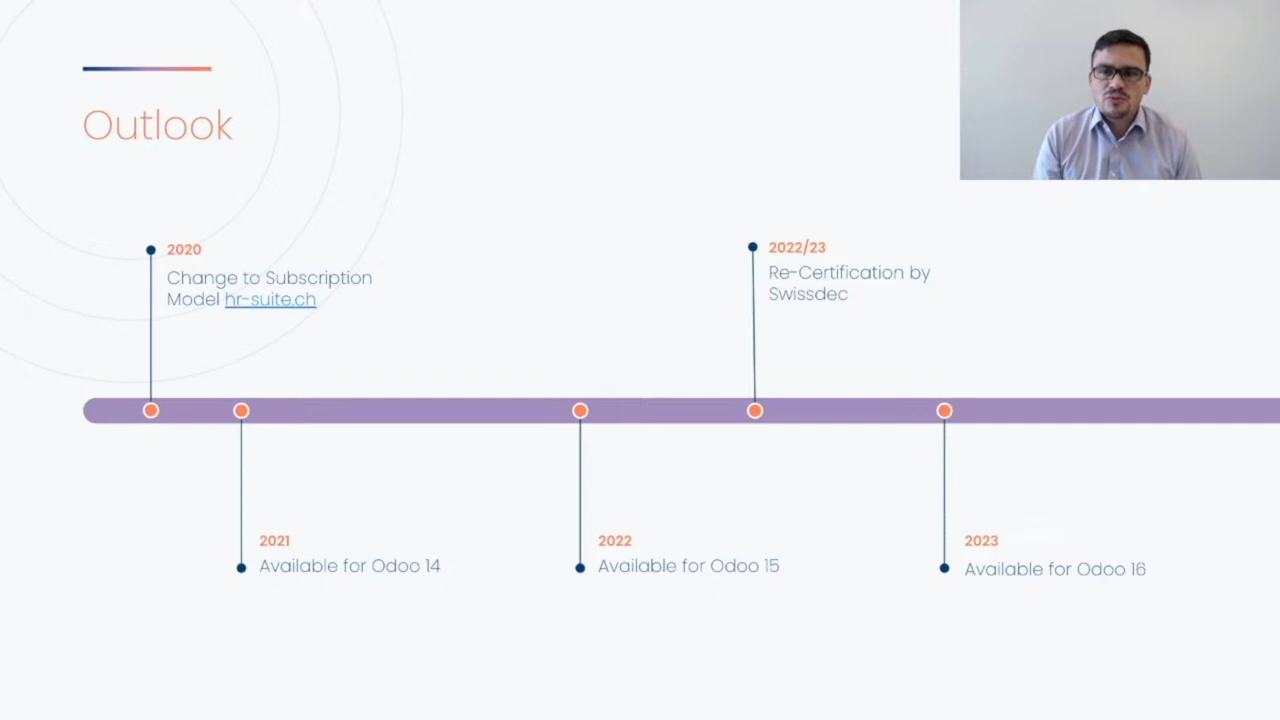 Outlook
2020
Change to Subscription
Model hr-suite.ch
2022/23
Re-Certification by
Swissdec
2021
Available for Odoo 14
2022
Available for Odoo 15
2023
Available for Odoo 16